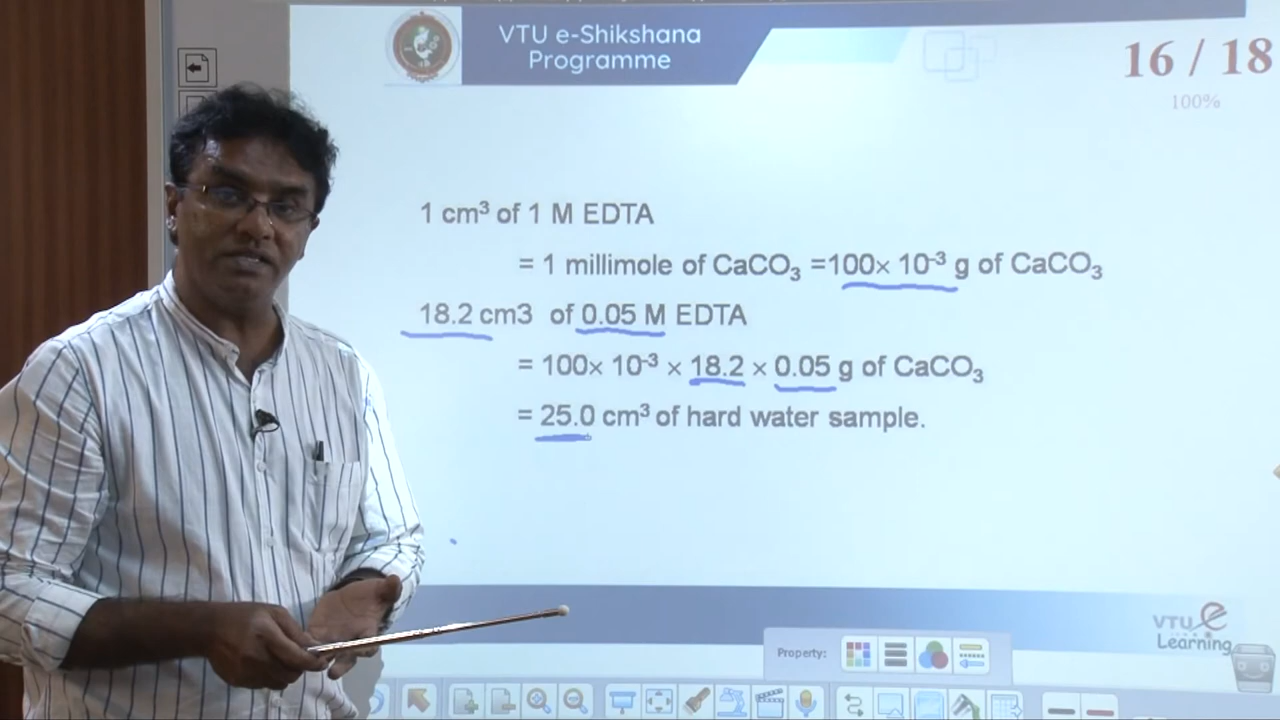 VTU e-Shikshana
Programme
16 / 18
100%
1 cm³ of 1 M EDTA
= 1 millimole of CaCO₃ =100× 10⁻³ g of CaCO₃
18.2 cm3 of 0.05 M EDTA
= 100× 10⁻³ × 18.2 × 0.05 g of CaCO₃
= 25.0 cm³ of hard water sample.
VTU e
Learning
Property: